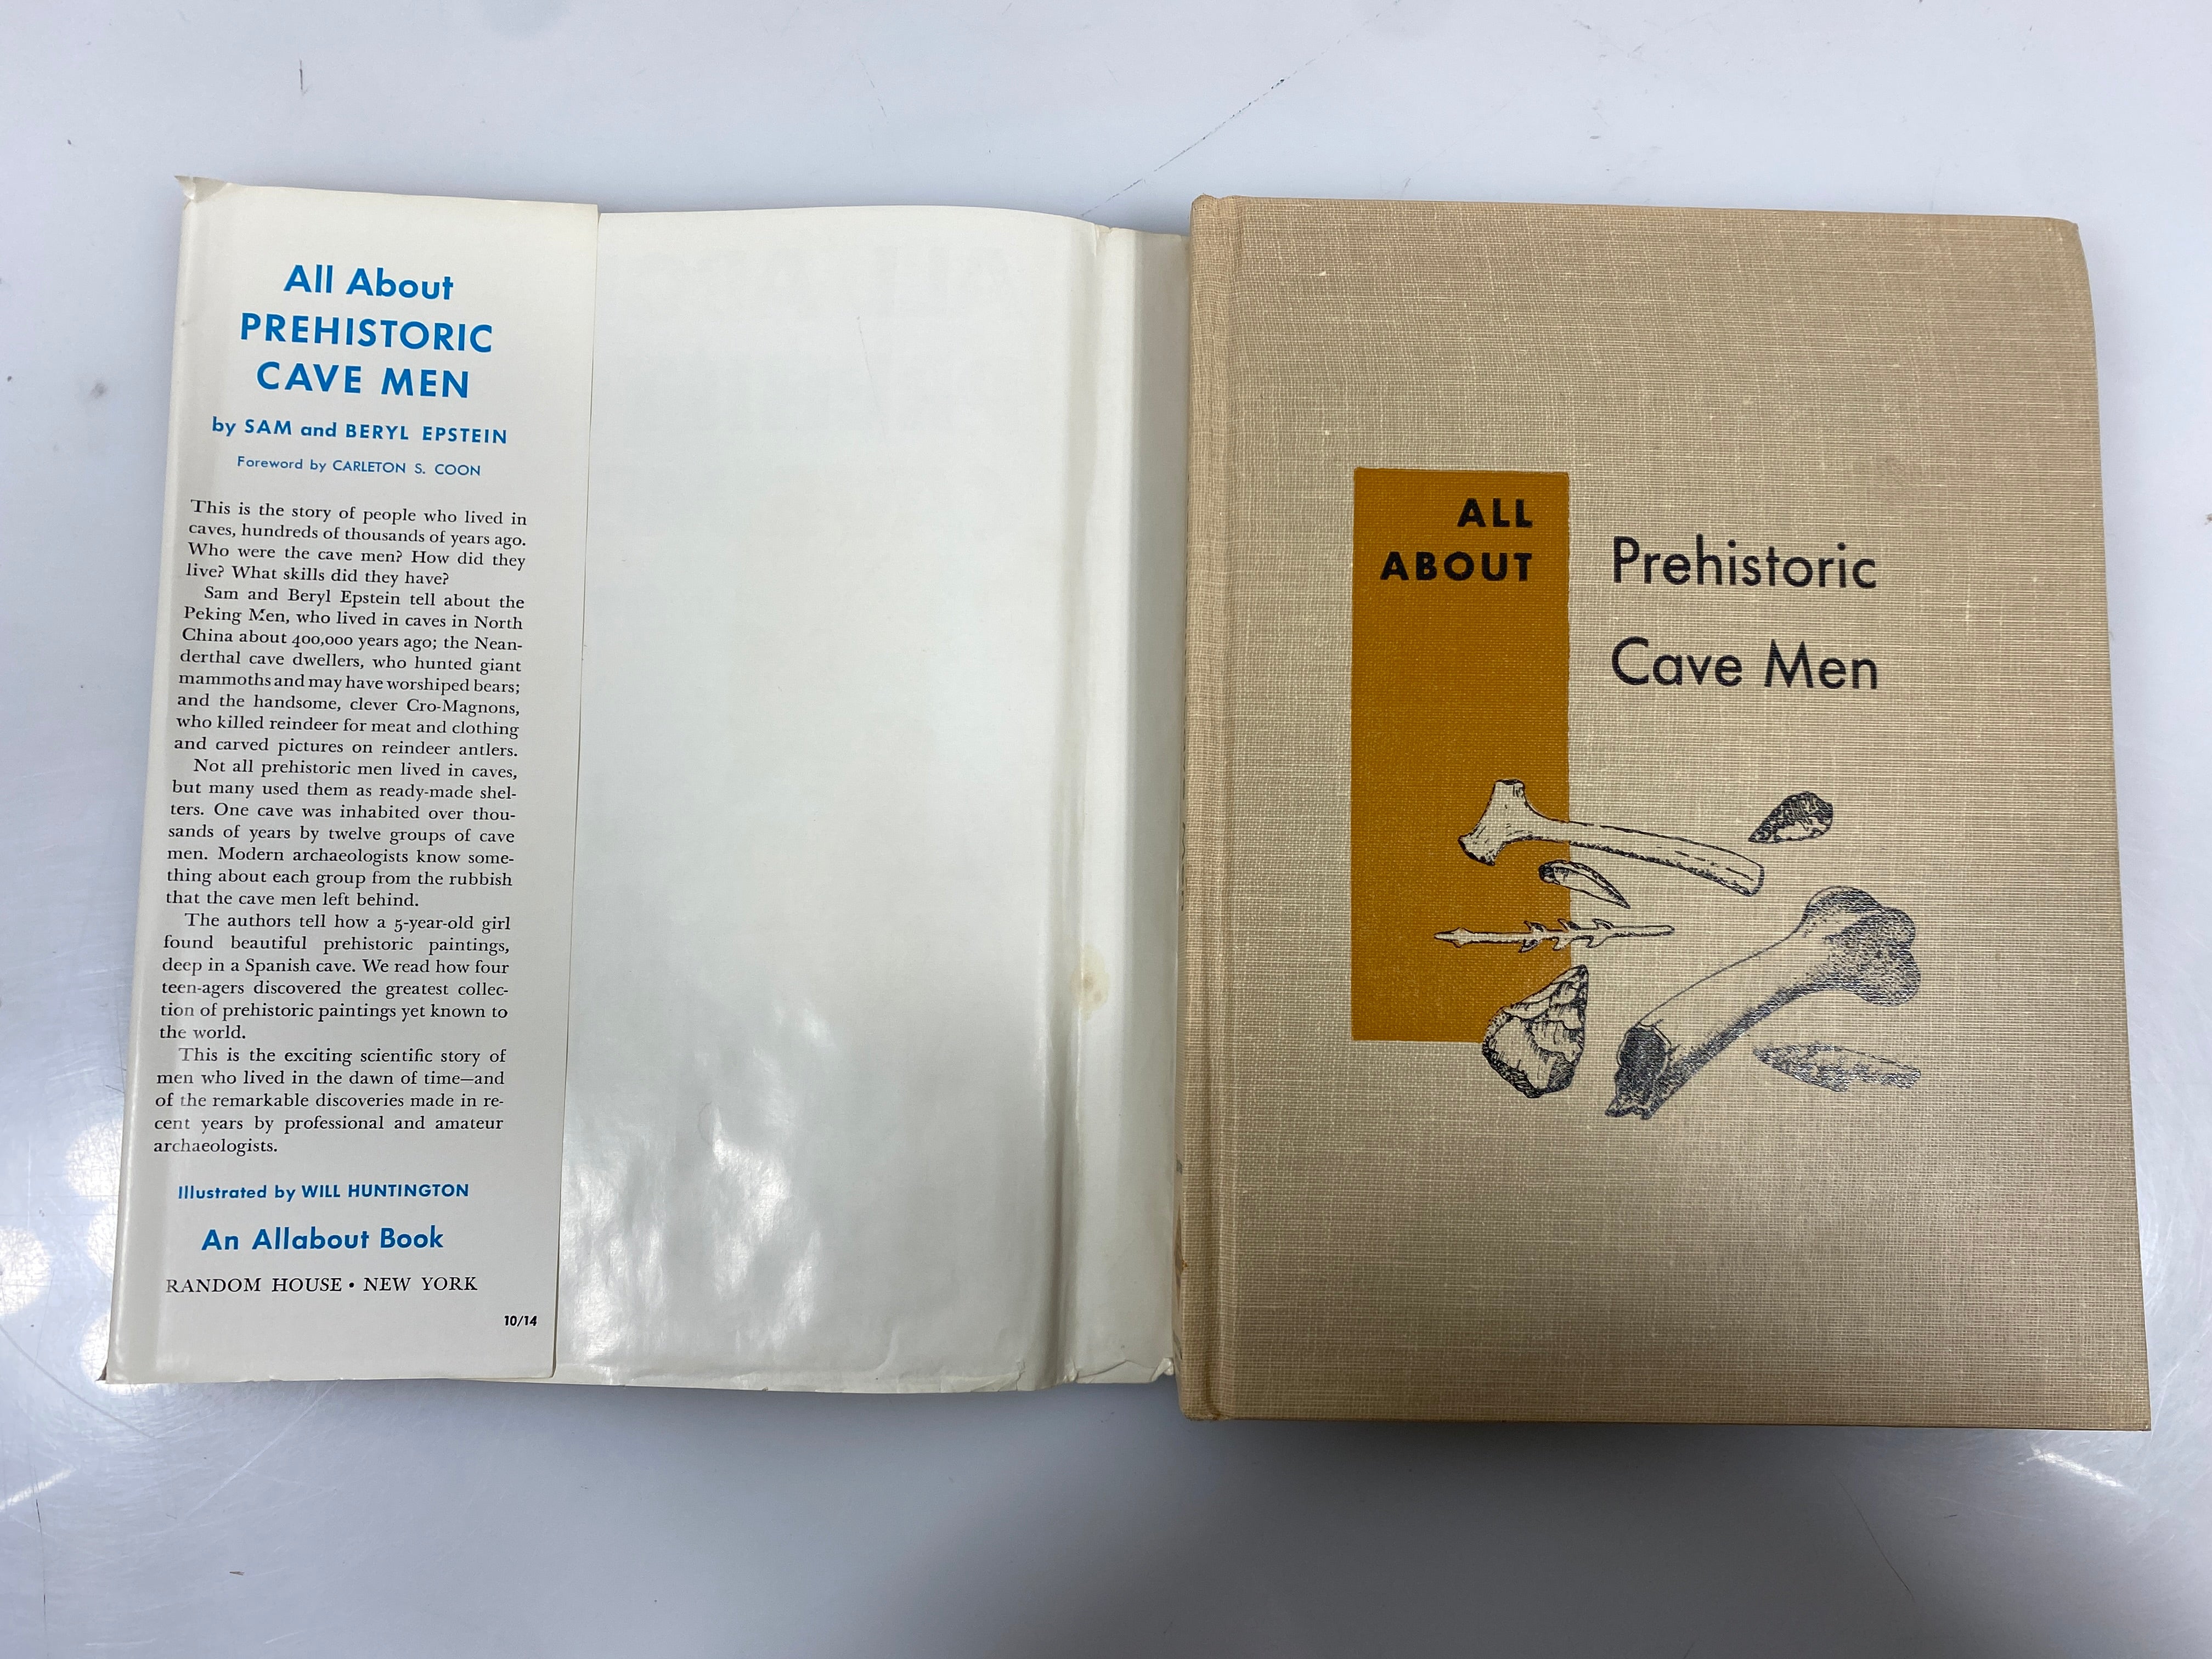 All About
PREHISTORIC
CAVE MEN
by SAM and BERYL EPSTEIN
Foreword by CARLETON S. COON
This is the story of people who lived in
caves, hundreds of thousands of years ago.
Who were the cave men? How did they
live? What skills did they have?
Sam and Beryl Epstein tell about the
Peking Men, who lived in caves in North
China about 400,000 years ago; the Nean-
derthal cave dwellers, who hunted giant
mammoths and may have worshiped bears;
and the handsome, clever Cro-Magnons,
who killed reindeer for meat and clothing
and carved pictures on reindeer antlers.
Not all prehistoric men lived in caves,
but many used them as ready-made shel-
ters. One cave was inhabited over thou-
sands of years by twelve groups of cave
men. Modern archaeologists know some-
thing about each group from the rubbish
that the cave men left behind.
The authors tell how a 5-year-old girl
found beautiful prehistoric paintings,
deep in a Spanish cave. We read how four
teen-agers discovered the greatest collec-
tion of prehistoric paintings yet known to
the world.
This is the exciting scientific story of
men who lived in the dawn of time—and
of the remarkable discoveries made in re-
cent years by professional and amateur
archaeologists.
Illustrated by WILL HUNTINGTON
An Allabout Book
RANDOM HOUSE • NEW YORK
10/14
ALL
ABOUT
Prehistoric
Cave Men